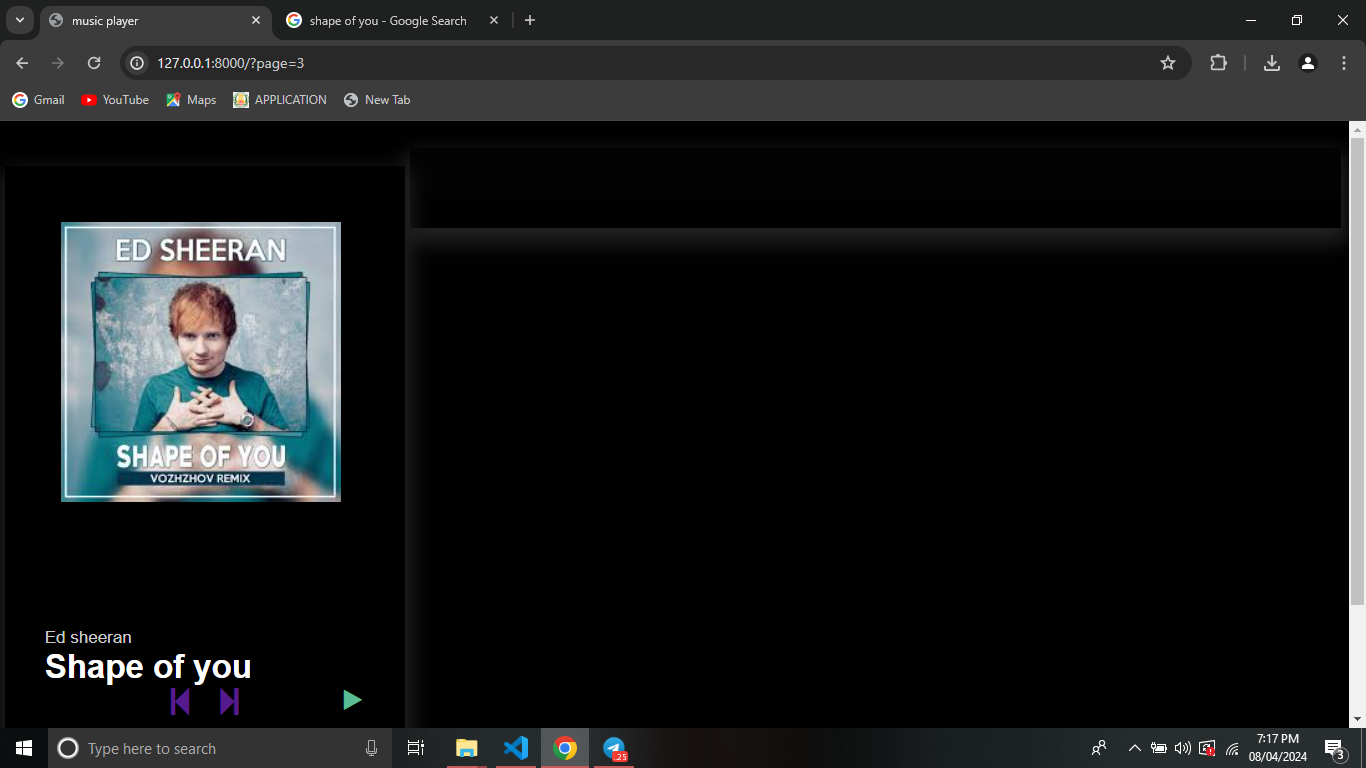 music player
shape of you - Google Search
127.0.0.1:8000/?page=3
Gmail
YouTube
Maps
APPLICATION
New Tab
ED SHEERAN
SHAPE OF YOU
VOZHZHOV REMIX
Ed sheeran
Shape of you
Type here to search
25
7:17 PM
08/04/2024
3